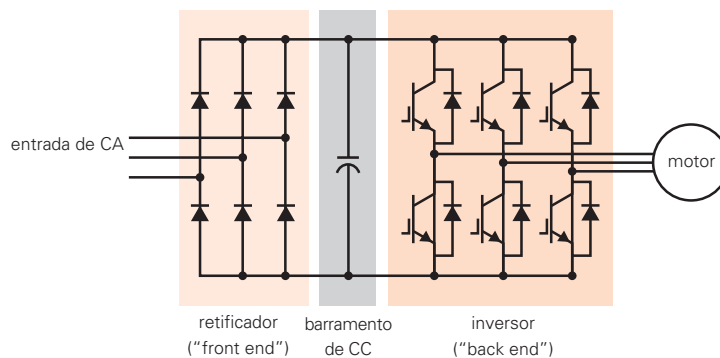 entrada de CA
motor
retificador
("front end")
barramento
de CC
inversor
("back end")